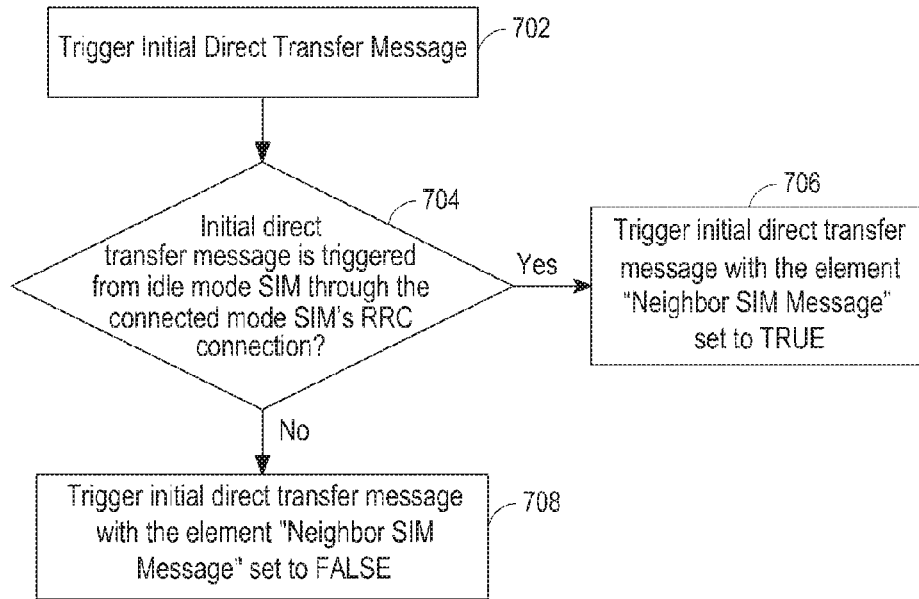 Trigger Initial Direct Transfer Message
702
Initial direct
transfer message is triggered
from idle mode SIM through the
connected mode SIM's RRC
connection?
704
Yes
706
Trigger initial direct transfer
message with the element
"Neighbor SIM Message"
set to TRUE
No
Trigger initial direct transfer message
with the element "Neighbor SIM
Message" set to FALSE
708